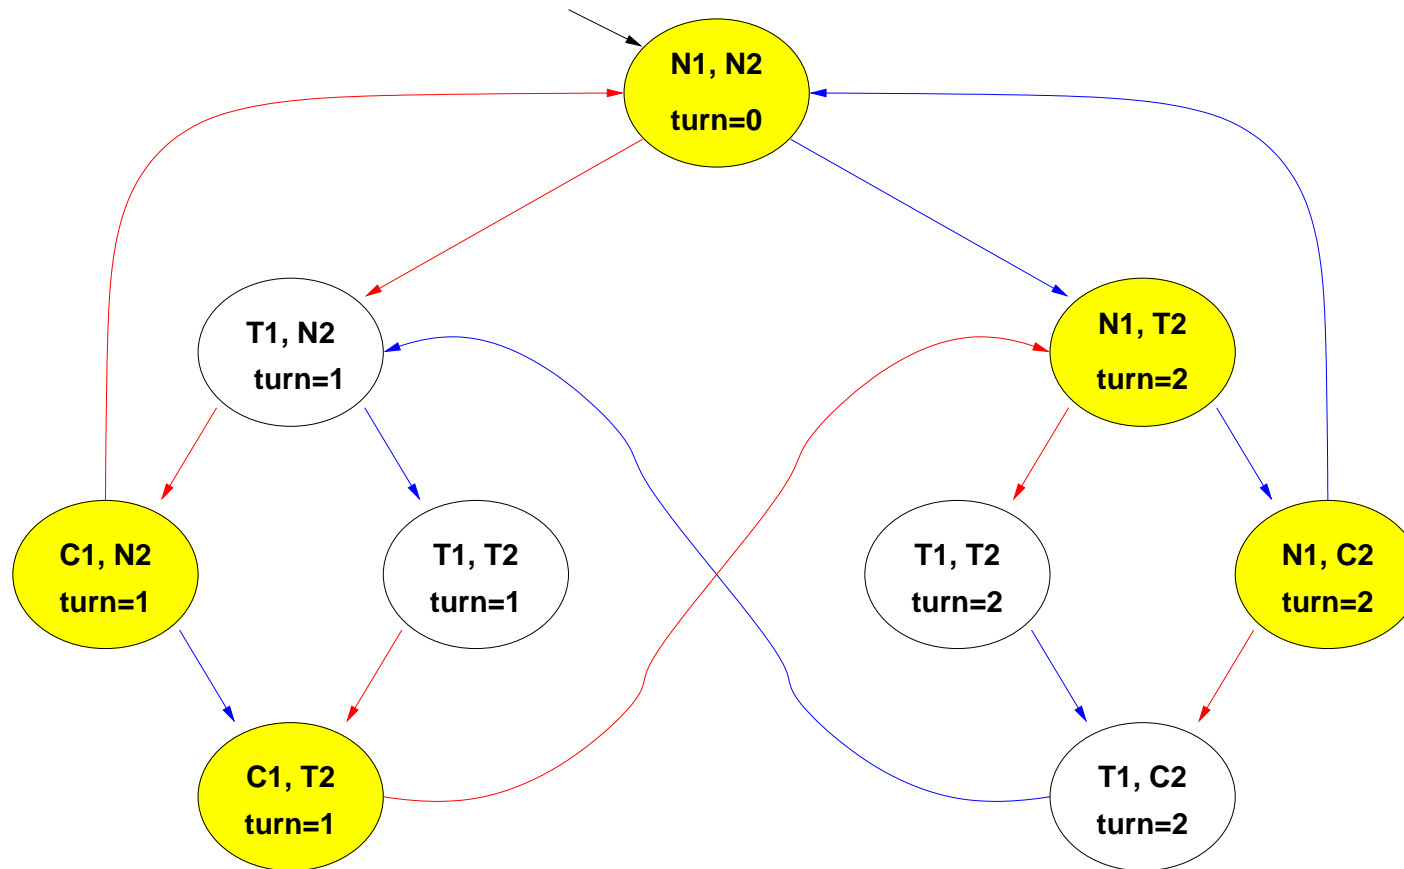 N1, N2
turn=0
T1, N2
turn=1
N1, T2
turn=2
C1, N2
turn=1
T1, T2
turn=1
T1, T2
turn=2
N1, C2
turn=2
C1, T2
turn=1
T1, C2
turn=2